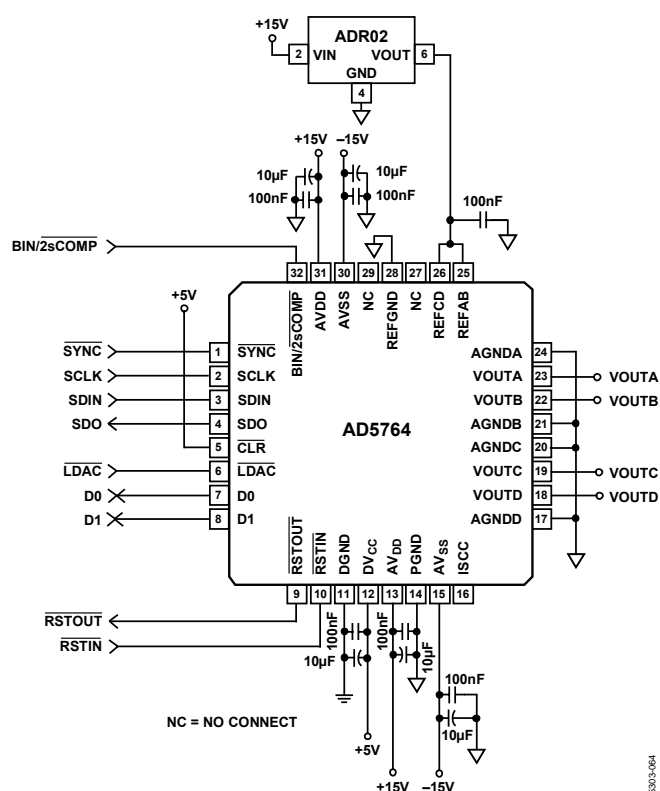 +15V
ADR02
2 VIN VOUT 6
GND
4
+15V –15V
10µF 10µF
100nF 100nF
100nF
BIN/2sCOMP
32 31 30 29 28 27 26 25
+5V
BIN/2sCOMP AVDD AVSS NC REFGND NC REFCD REFAB
SYNC 1 SYNC AGNDA 24
SCLK 2 SCLK VOUTA 23 VOUTA
SDIN 3 SDIN VOUTB 22 VOUTB
SDO 4 SDO AD5764 AGNDB 21
5 CLR AGNDC 20
LDAC 6 LDAC VOUTC 19 VOUTC
D0 7 D0 VOUTD 18 VOUTD
D1 8 D1 AGNDD 17
RSTOUT RSTIN DGND DVCC AVDD PGND AVSS ISCC
9 10 11 12 13 14 15 16
RSTOUT
RSTIN
100nF 100nF
10µF 10µF
100nF
10µF
NC = NO CONNECT
+5V
+15V –15V
5303-064